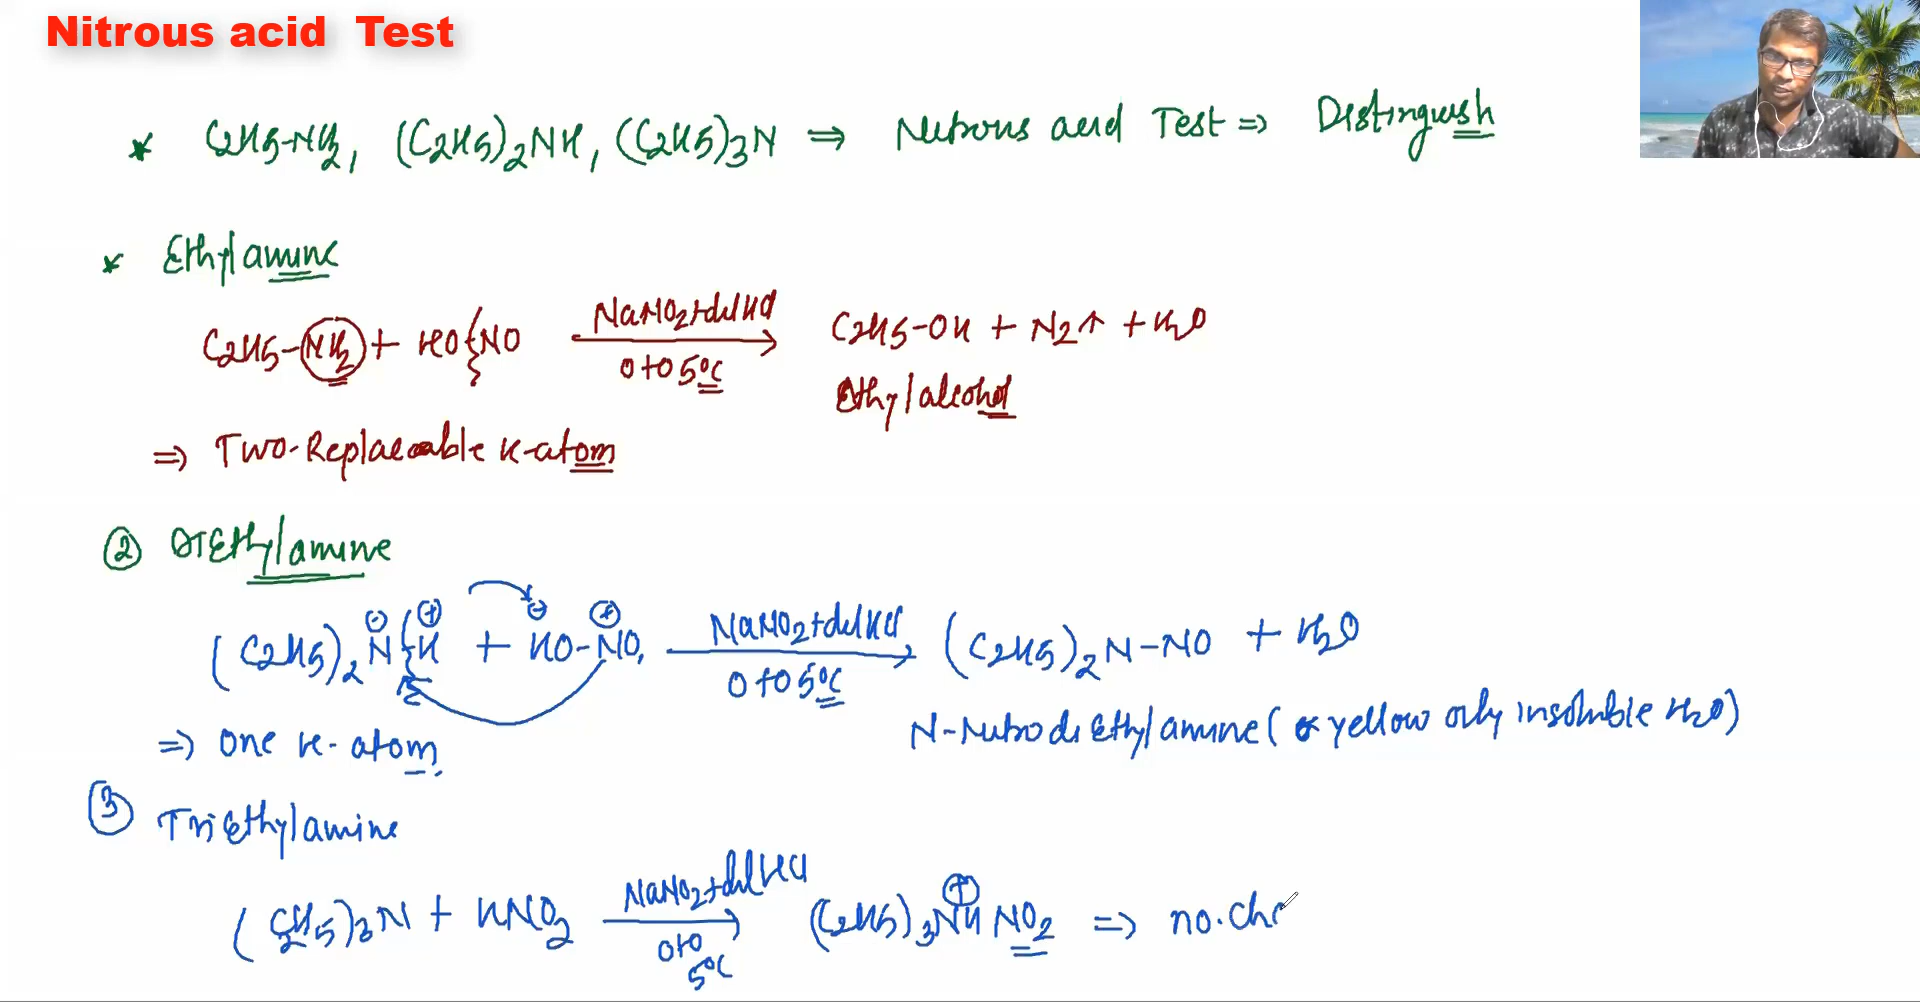 Nitrous acid Test
* C2H5-NH2, (C2H5)2NH, (C2H5)3N ⇒ Nitrous acid Test ⇒ Distinguish
* Ethylamine
C2H5-NH2 + HO{NO NaNO2+dil HCl 0 to 5°C C2H5-OH + N2↑ + H2O
Ethyl alcohol
⇒ Two-Replaceable H-atom
② DiEthylamine
(C2H5)2 N⊖ {H⊕ + HO⊖-NO⊕, NaNO2+dil HCl 0 to 5°C (C2H5)2N-NO + H2O
N-NitrodiEthylamine ( yellow oily insoluble H2O)
⇒ one H-atom,
③ TriEthylamine
(C2H5)3N + HNO2 NaNO2+dil HCl 0 to 5°C (C2H5)3N⊕H NO2 ⇒ no.cha